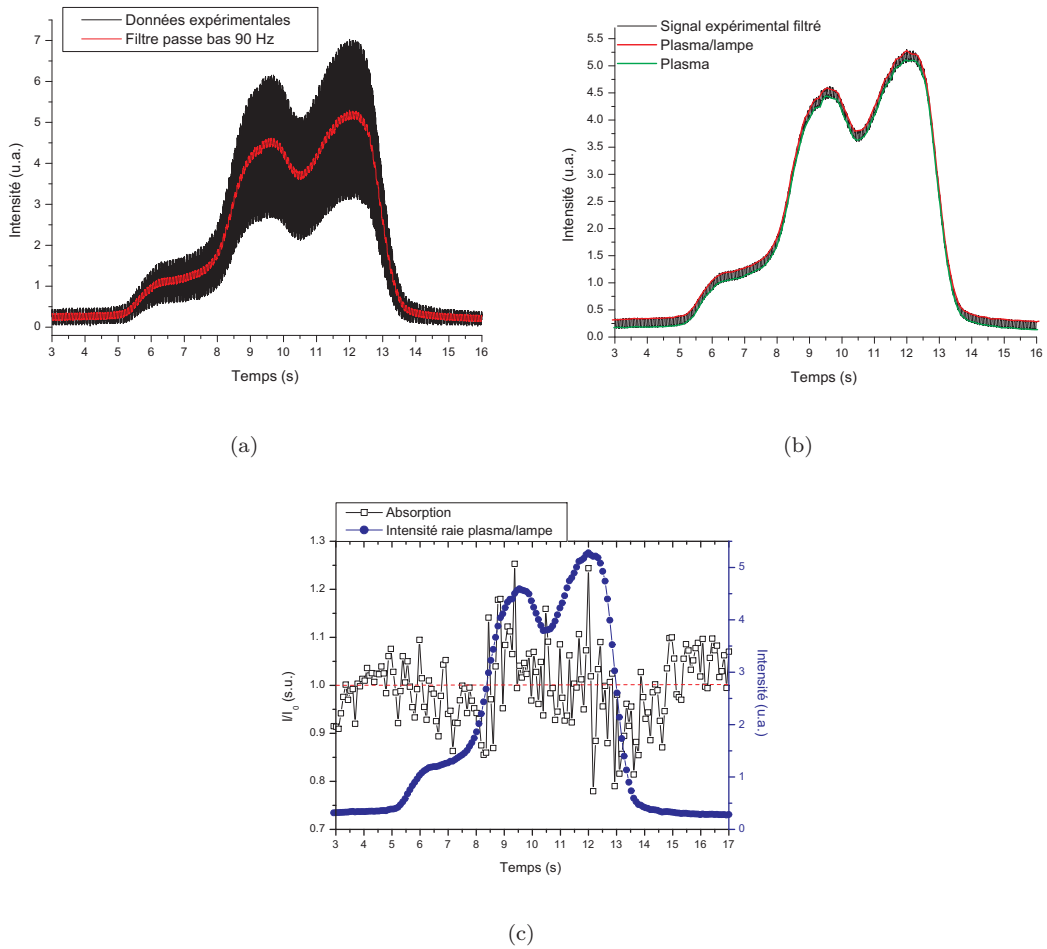 Données expérimentales
Filtre passe bas 90 Hz
7
6
5
4
3
2
1
0
Intensité (u.a.)
3 4 5 6 7 8 9 10 11 12 13 14 15 16
Temps (s)
(a)
Signal expérimental filtré
Plasma/lampe
Plasma
5.5
5.0
4.5
4.0
3.5
3.0
2.5
2.0
1.5
1.0
0.5
0.0
Intensité (u.a.)
3 4 5 6 7 8 9 10 11 12 13 14 15 16
Temps (s)
(b)
Absorption
Intensité raie plasma/lampe
1.3
1.2
1.1
1.0
0.9
0.8
0.7
I/I0 (s.u.)
5
4
3
2
1
0
Intensité (u.a.)
3 4 5 6 7 8 9 10 11 12 13 14 15 16 17
Temps (s)
(c)